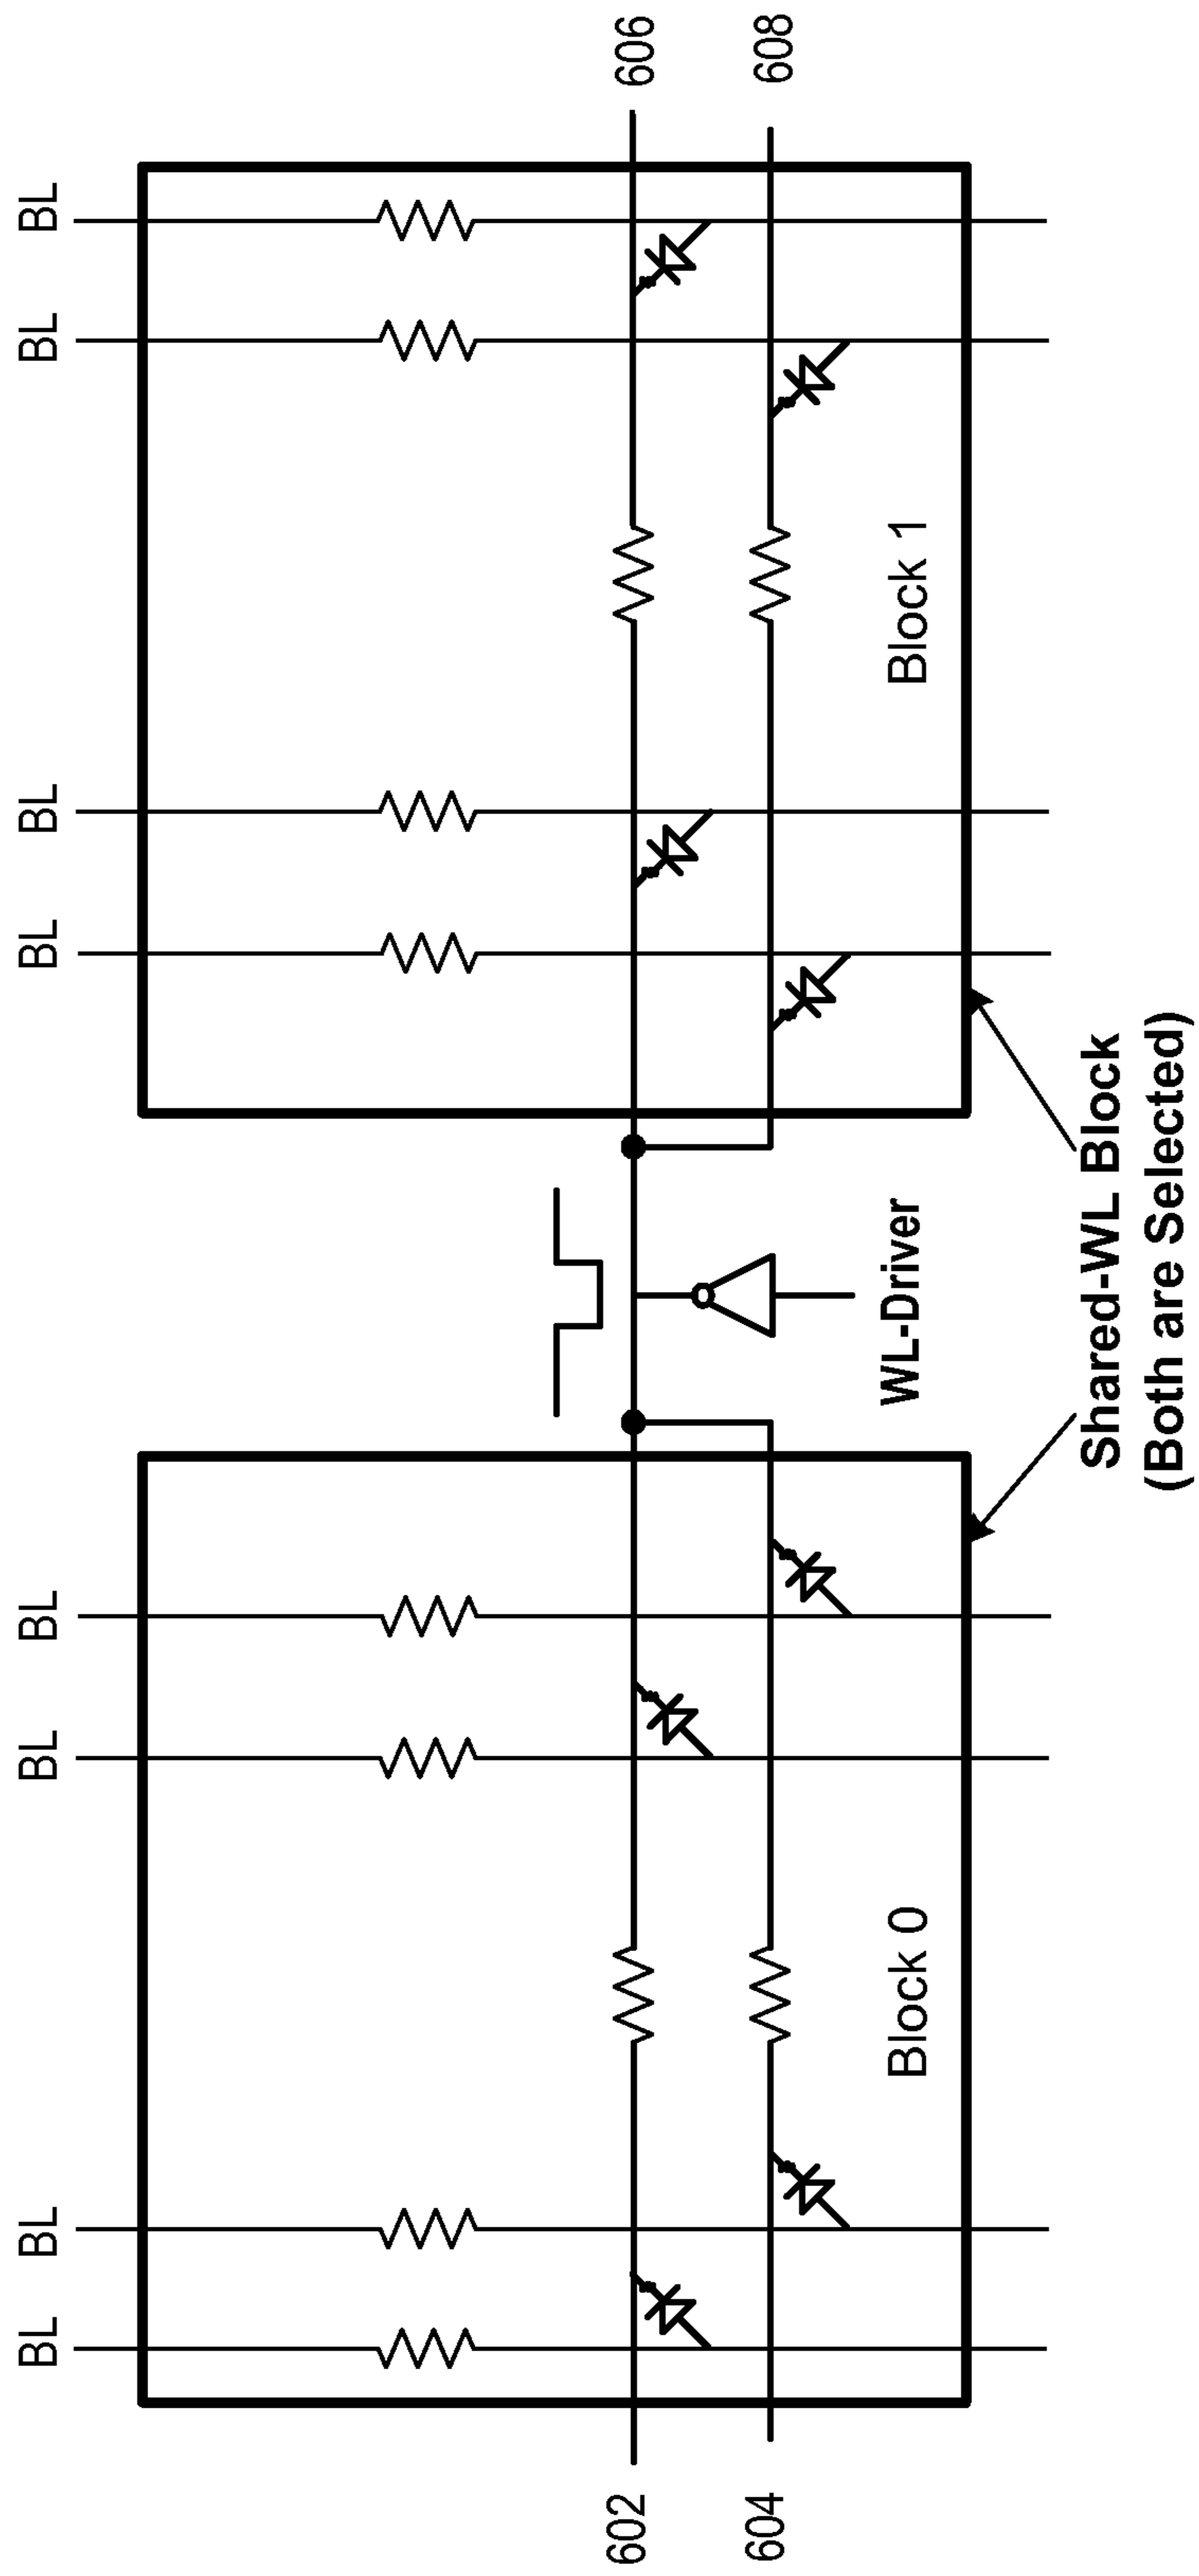 BL
BL
BL
BL
BL
BL
BL
BL
602
606
604
608
Block 0
WL-Driver
Block 1
Shared-WL Block
(Both are Selected)